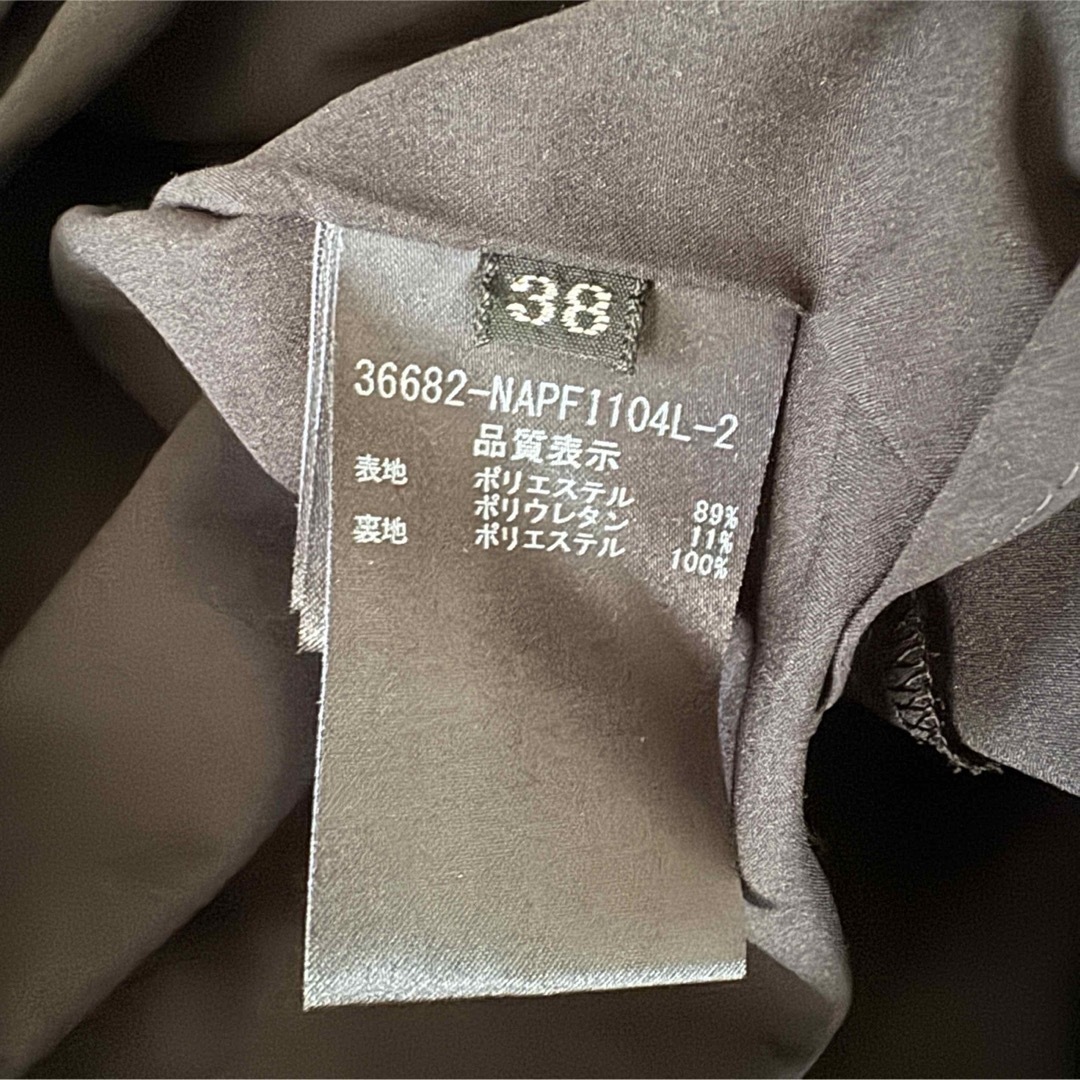 38
36682-NAPFI104L-2
品質表示
表地 ポリエステル 89%
ポリウレタン 11%
裏地 ポリエステル 100%